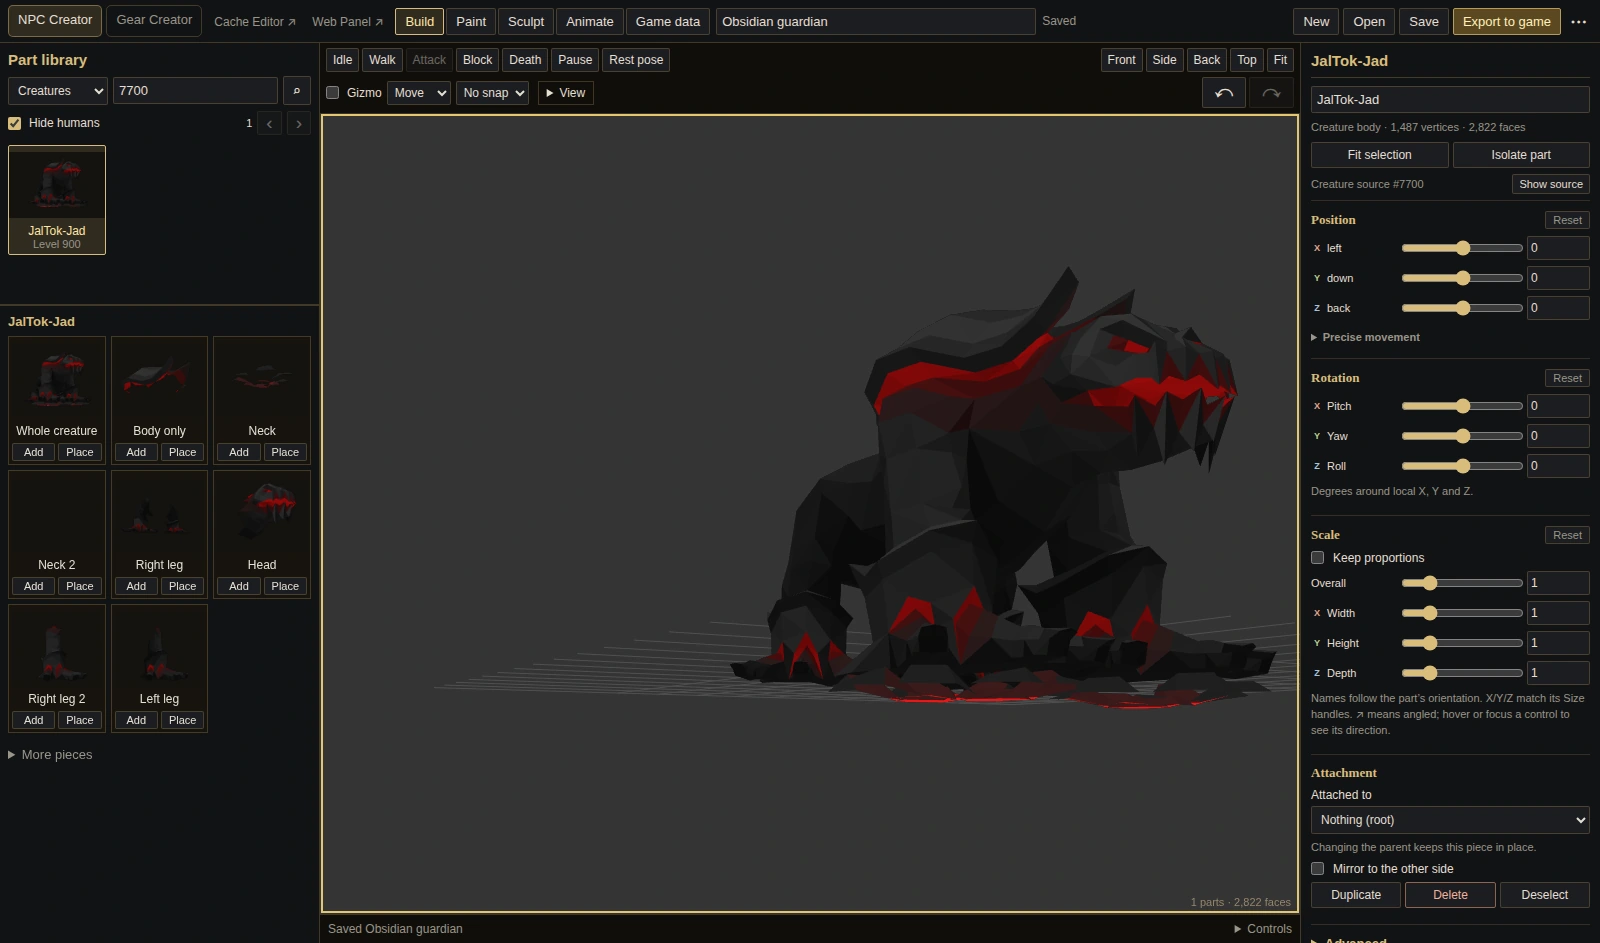 NPC Creator
Gear Creator
Cache Editor ↗
Web Panel ↗
Build
Paint
Sculpt
Animate
Game data
Obsidian guardian
Saved
New
Open
Save
Export to game
Part library
Creatures
7700
Hide humans
1
JalTok-Jad
Level 900
JalTok-Jad
Whole creature
Body only
Neck
Add Place
Add Place
Add Place
Neck 2
Right leg
Head
Add Place
Add Place
Add Place
Right leg 2
Left leg
Add Place
Add Place
More pieces
Idle
Walk
Attack
Block
Death
Pause
Rest pose
Front
Side
Back
Top
Fit
Gizmo
Move
No snap
View
1 parts · 2,822 faces
Saved Obsidian guardian
Controls
JalTok-Jad
JalTok-Jad
Creature body · 1,487 vertices · 2,822 faces
Fit selection
Isolate part
Creature source #7700
Show source
Position
Reset
X left 0
Y down 0
Z back 0
Precise movement
Rotation
Reset
X Pitch 0
Y Yaw 0
Z Roll 0
Degrees around local X, Y and Z.
Scale
Reset
Keep proportions
Overall 1
X Width 1
Y Height 1
Z Depth 1
Names follow the part's orientation. X/Y/Z match its Size
handles. ↗ means angled; hover or focus a control to
see its direction.
Attachment
Attached to
Nothing (root)
Changing the parent keeps this piece in place.
Mirror to the other side
Duplicate
Delete
Deselect
Advanced